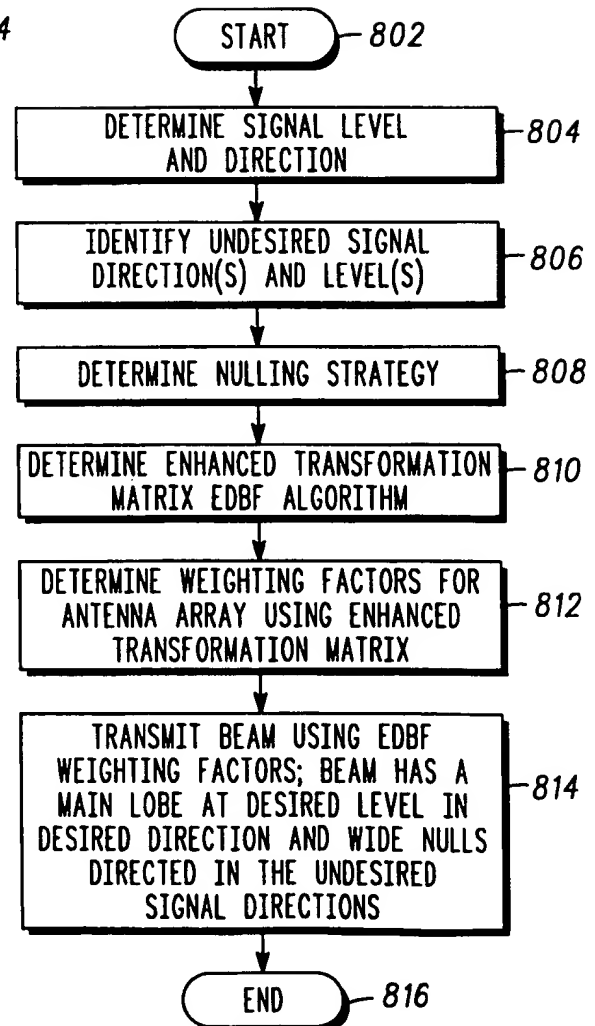 4
START 802
DETERMINE SIGNAL LEVEL
AND DIRECTION
804
IDENTIFY UNDESIRED SIGNAL
DIRECTION(S) AND LEVEL(S)
806
DETERMINE NULLING STRATEGY
808
DETERMINE ENHANCED TRANSFORMATION
MATRIX EDBF ALGORITHM
810
DETERMINE WEIGHTING FACTORS FOR
ANTENNA ARRAY USING ENHANCED
TRANSFORMATION MATRIX
812
TRANSMIT BEAM USING EDBF
WEIGHTING FACTORS; BEAM HAS A
MAIN LOBE AT DESIRED LEVEL IN
DESIRED DIRECTION AND WIDE NULLS
DIRECTED IN THE UNDESIRED
SIGNAL DIRECTIONS
814
END 816